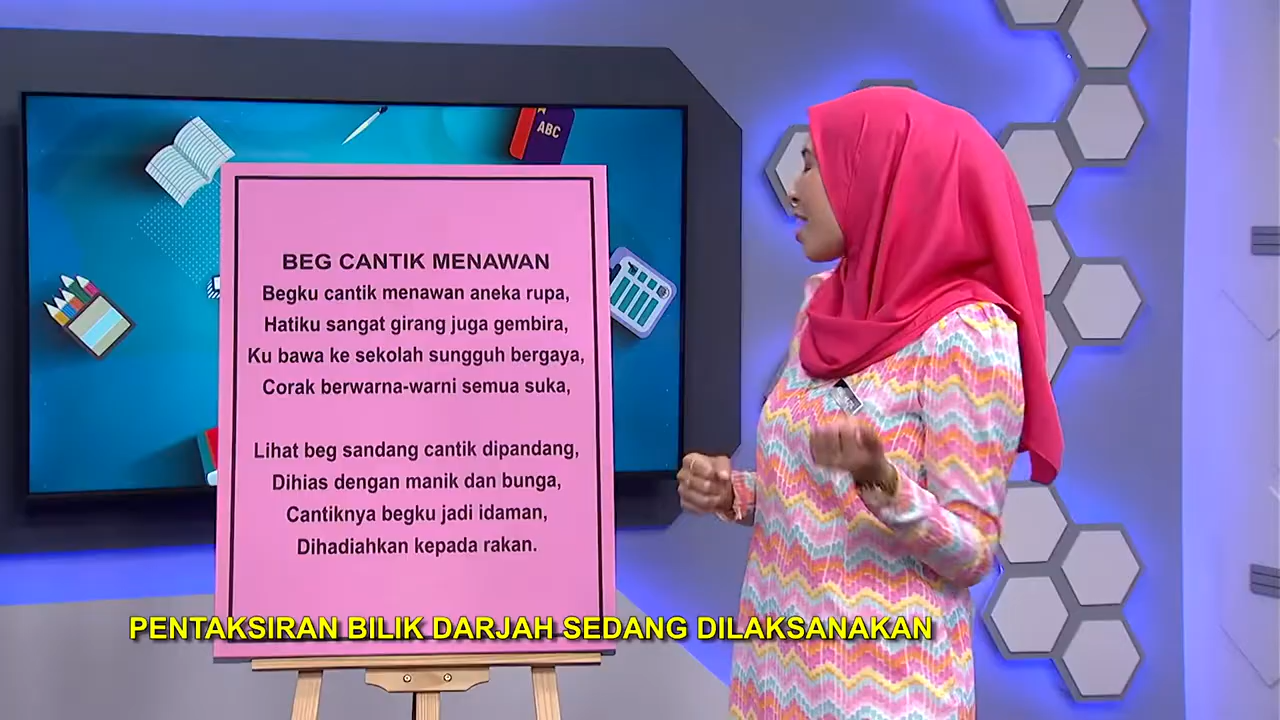 ABC
BEG CANTIK MENAWAN
Begku cantik menawan aneka rupa,
Hatiku sangat girang juga gembira,
Ku bawa ke sekolah sungguh bergaya,
Corak berwarna-warni semua suka,
Lihat beg sandang cantik dipandang,
Dihias dengan manik dan bunga,
Cantiknya begku jadi idaman,
Dihadiahkan kepada rakan.
PENTAKSIRAN BILIK DARJAH SEDANG DILAKSANAKAN